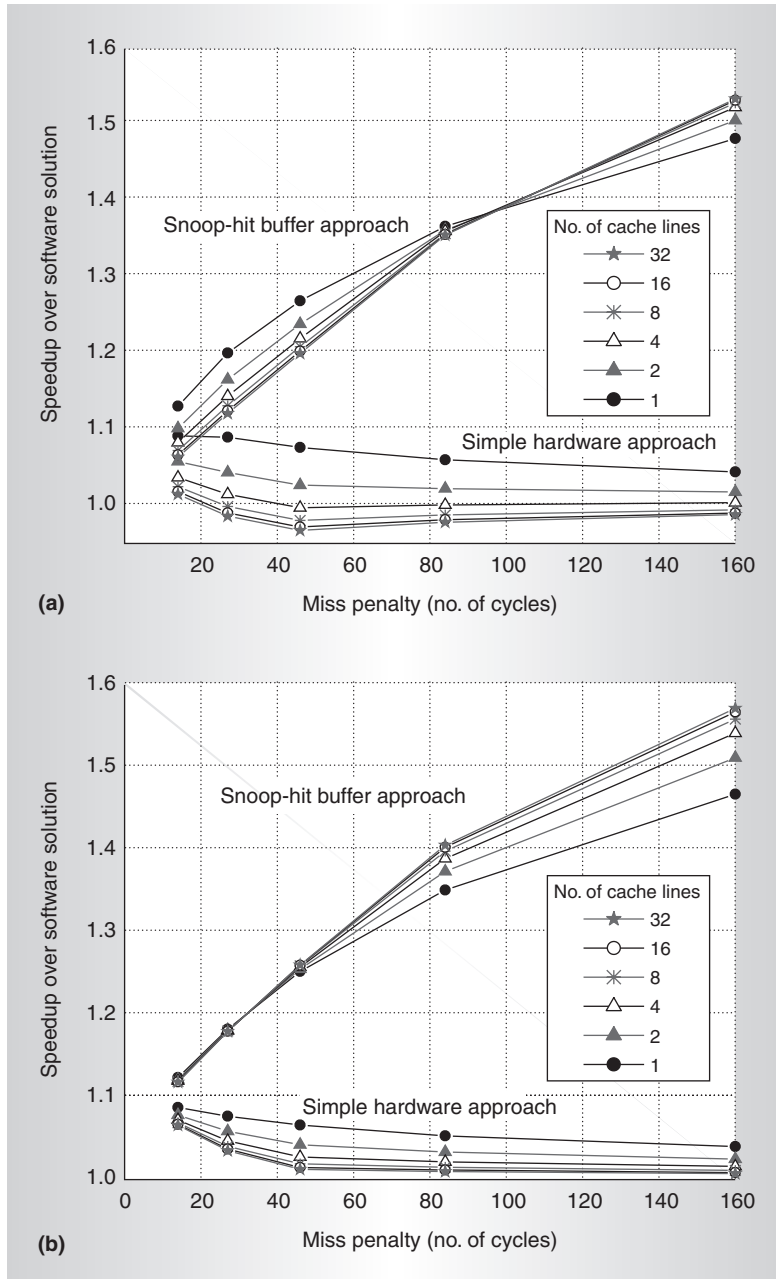 1.6
1.5
1.4
1.3
1.2
1.1
1.0
Speedup over software solution
Snoop-hit buffer approach
No. of cache lines
32
16
8
4
2
1
Simple hardware approach
20 40 60 80 100 120 140 160
(a)
Miss penalty (no. of cycles)
1.6
1.5
1.4
1.3
1.2
1.1
1.0
Speedup over software solution
Snoop-hit buffer approach
No. of cache lines
32
16
8
4
2
1
Simple hardware approach
0 20 40 60 80 100 120 140 160
(b)
Miss penalty (no. of cycles)